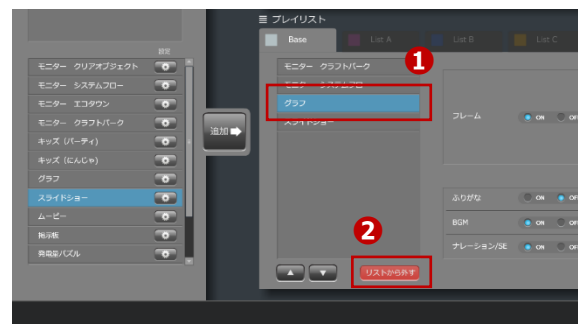 設定
モニター クリアオブジェクト
モニター システムフロー
モニター エコタウン
モニター クラフトパーク
キッズ (パーティ)
キッズ (にんじゃ)
グラフ
スライドショー
ムービー
掲示板
発電星パズル
追加
プレイリスト
Base
List A
List B
List C
モニター クラフトパーク
1
モニター システムフロー
グラフ
スライドショー
フレーム
ON
OFF
ふりがな
ON
OFF
BGM
ON
OFF
ナレーション/SE
ON
OFF
2
リストから外す